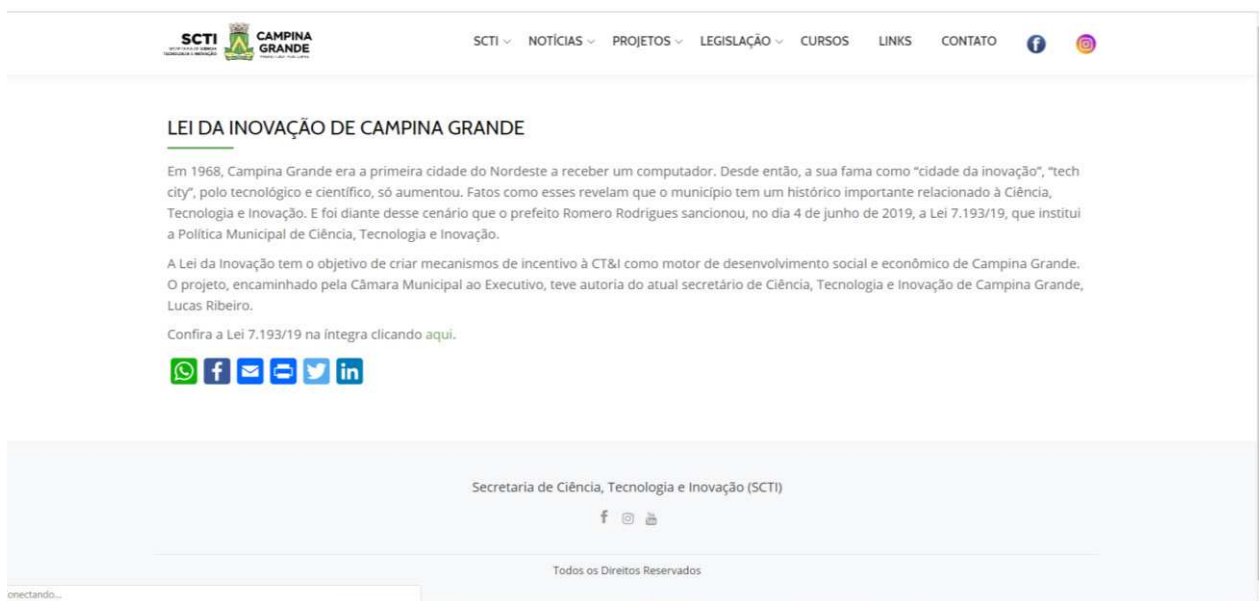 SCTI
CAMPINA
GRANDE
SCTI
NOTÍCIAS
PROJETOS
LEGISLAÇÃO
CURSOS
LINKS
CONTATO
LEI DA INOVAÇÃO DE CAMPINA GRANDE
Em 1968, Campina Grande era a primeira cidade do Nordeste a receber um computador. Desde então, a sua fama como “cidade da inovação”, “tech
city”, polo tecnológico e científico, só aumentou. Fatos como esses revelam que o município tem um histórico importante relacionado à Ciência,
Tecnologia e Inovação. E foi diante desse cenário que o prefeito Romero Rodrigues sancionou, no dia 4 de junho de 2019, a Lei 7.193/19, que institui
a Política Municipal de Ciência, Tecnologia e Inovação.
A Lei da Inovação tem o objetivo de criar mecanismos de incentivo à CT&I como motor de desenvolvimento social e econômico de Campina Grande.
O projeto, encaminhado pela Câmara Municipal ao Executivo, teve autoria do atual secretário de Ciência, Tecnologia e Inovação de Campina Grande,
Lucas Ribeiro.
Confira a Lei 7.193/19 na íntegra clicando aqui.
Secretaria de Ciência, Tecnologia e Inovação (SCTI)
Todos os Direitos Reservados
onectando...